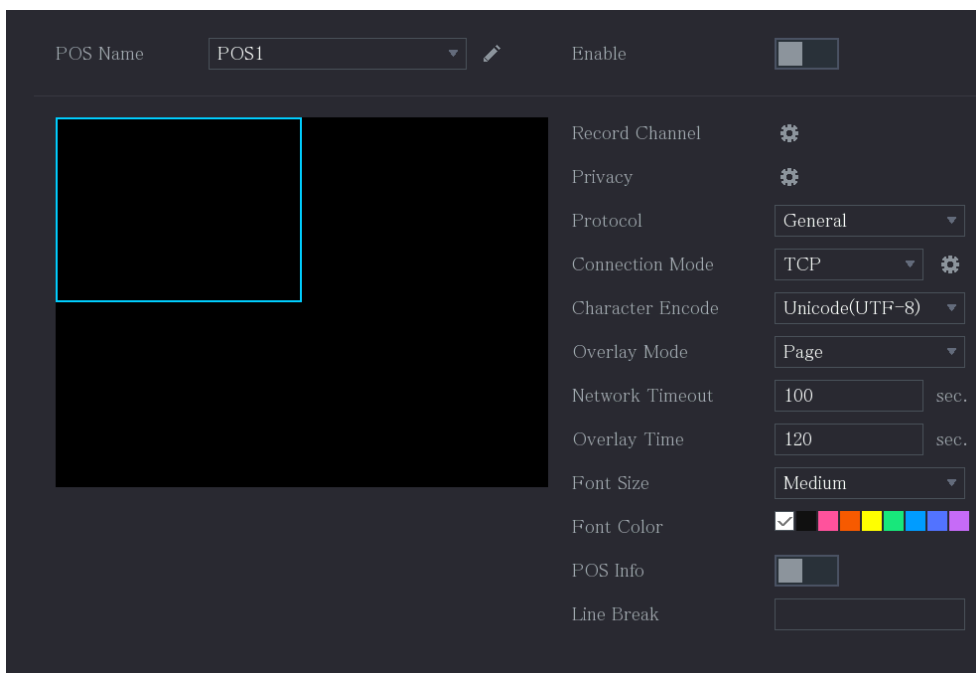 POS Name POS1 Enable
Record Channel
Privacy
Protocol General
Connection Mode TCP
Character Encode Unicode(UTF-8)
Overlay Mode Page
Network Timeout 100 sec.
Overlay Time 120 sec.
Font Size Medium
Font Color
POS Info
Line Break